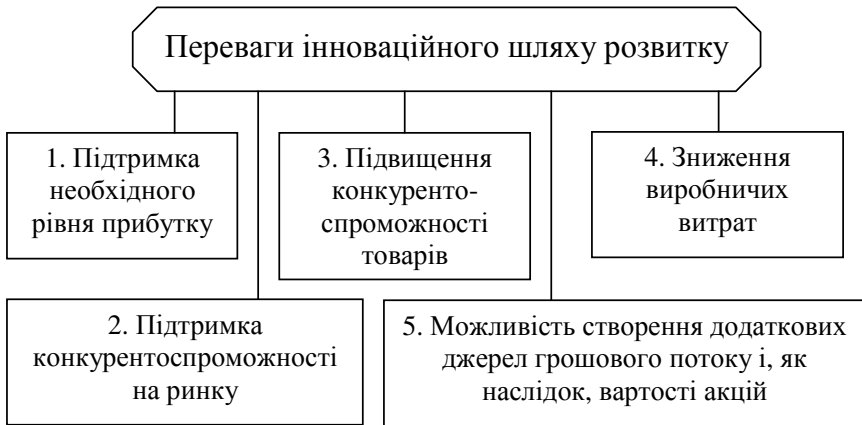 Переваги інноваційного шляху розвитку
1. Підтримка
необхідного
рівня прибутку
3. Підвищення
конкуренто-
спроможності
товарів
4. Зниження
виробничих
витрат
2. Підтримка
конкурентоспроможності
на ринку
5. Можливість створення додаткових
джерел грошового потоку і, як
наслідок, вартості акцій